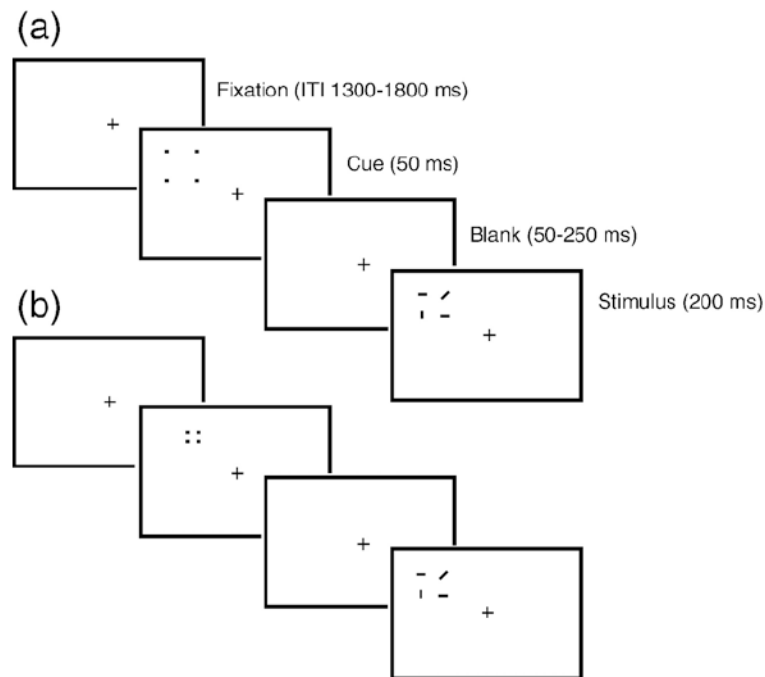 (a)
Fixation (ITI 1300-1800 ms)
Cue (50 ms)
Blank (50-250 ms)
Stimulus (200 ms)
(b)